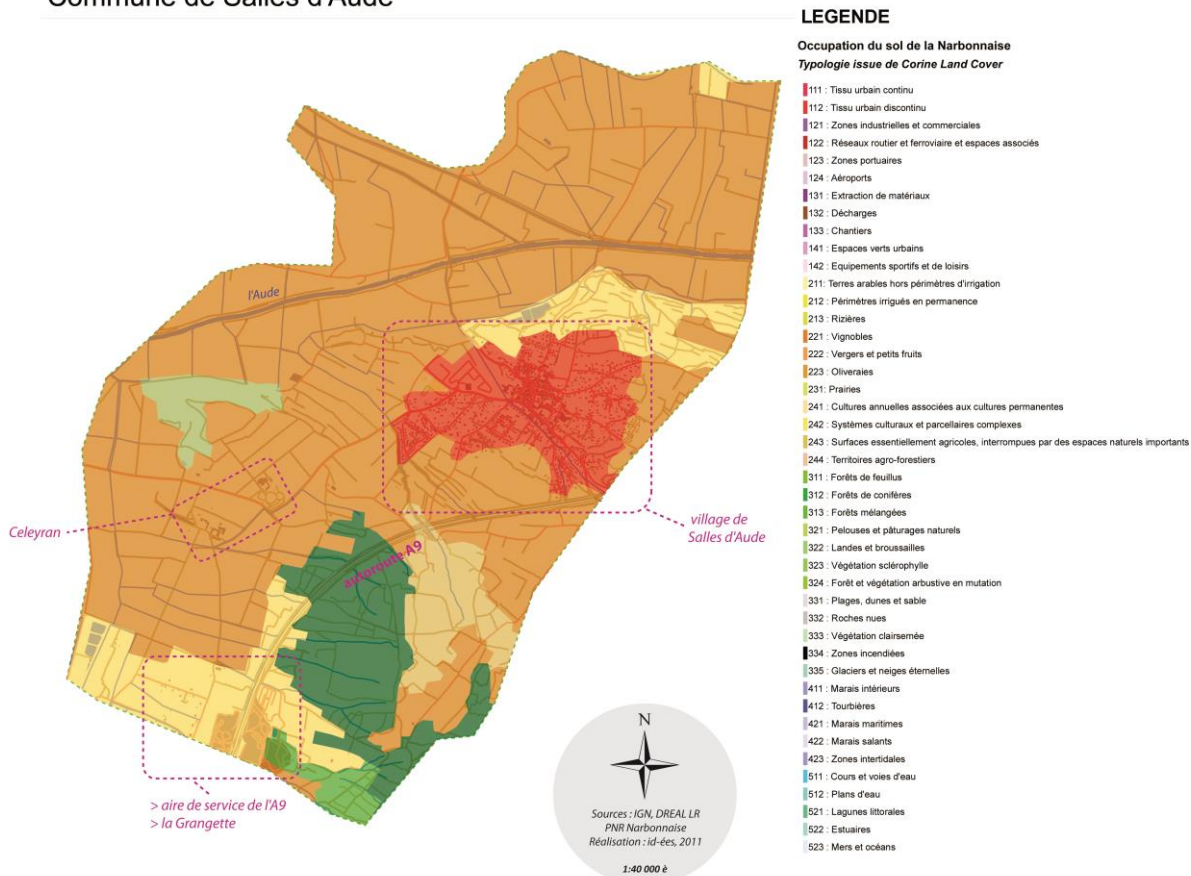 Commune de Salles d'Aude
LEGENDE
Occupation du sol de la Narbonnaise
Typologie issue de Corine Land Cover
111 : Tissu urbain continu
112 : Tissu urbain discontinu
121 : Zones industrielles et commerciales
122 : Réseaux routier et ferroviaire et espaces associés
123 : Zones portuaires
124 : Aéroports
131 : Extraction de matériaux
132 : Décharges
133 : Chantiers
141 : Espaces verts urbains
142 : Equipements sportifs et de loisirs
211: Terres arables hors périmètres d'irrigation
212 : Périmètres irrigués en permanence
213 : Rizières
221 : Vignobles
222 : Vergers et petits fruits
223 : Oliveraies
231: Prairies
241 : Cultures annuelles associées aux cultures permanentes
242 : Systèmes culturaux et parcellaires complexes
243 : Surfaces essentiellement agricoles, interrompues par des espaces naturels importants
244 : Territoires agro-forestiers
311 : Forêts de feuillus
312 : Forêts de conifères
313 : Forêts mélangées
321 : Pelouses et pâturages naturels
322 : Landes et broussailles
323 : Végétation sclérophylle
324 : Forêt et végétation arbustive en mutation
331 : Plages, dunes et sable
332 : Roches nues
333 : Végétation clairsemée
334 : Zones incendiées
335 : Glaciers et neiges éternelles
411 : Marais intérieurs
412 : Tourbières
421 : Marais maritimes
422 : Marais salants
423 : Zones intertidales
511 : Cours et voies d'eau
512 : Plans d'eau
521 : Lagunes littorales
522 : Estuaires
523 : Mers et océans
l'Aude
Celeyran
village de
Salles d'Aude
autoroute A9
> aire de service de l'A9
> la Grangette
N
Sources : IGN, DREAL LR
PNR Narbonnaise
Réalisation : id-ées, 2011
1:40 000 è